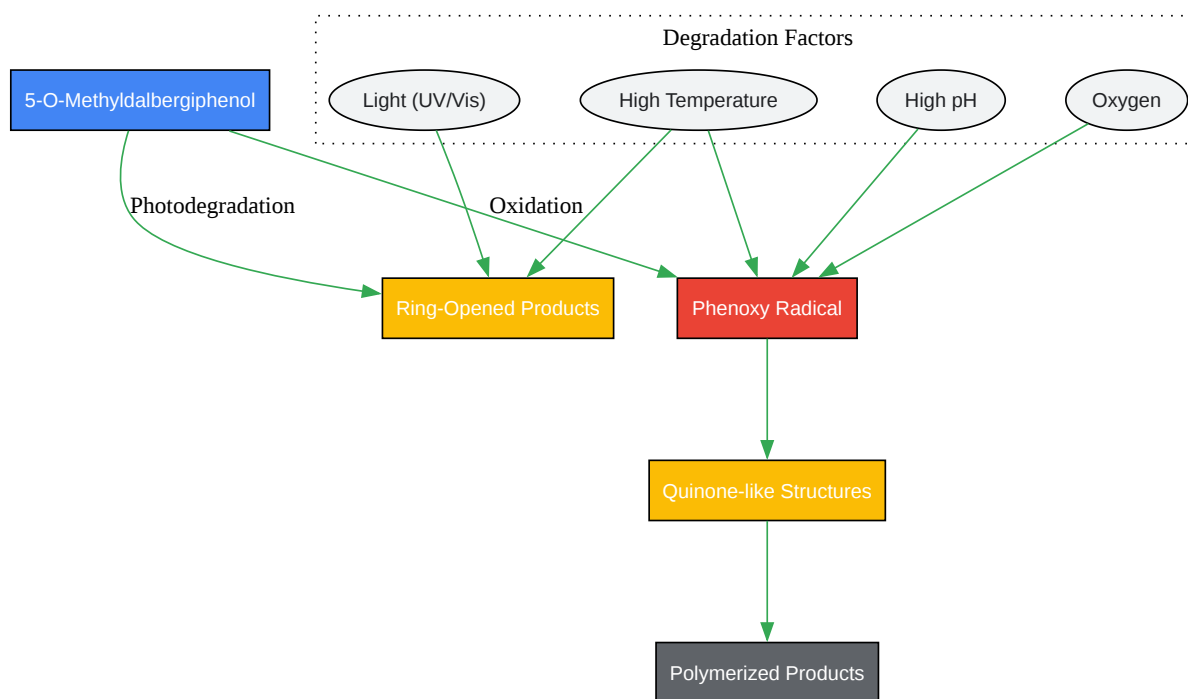 Degradation Factors
5-O-Methyldalbergiphenol
Light (UV/Vis)
High Temperature
High pH
Oxygen
Photodegradation
Oxidation
Ring-Opened Products
Phenoxy Radical
Quinone-like Structures
Polymerized Products